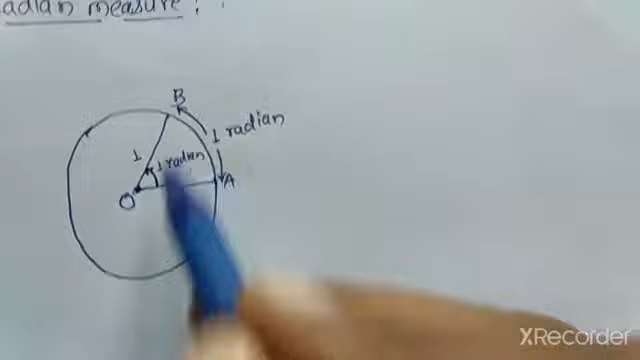 adian measure :
B
1 radian
1
1 radian
A
O
XRecorder